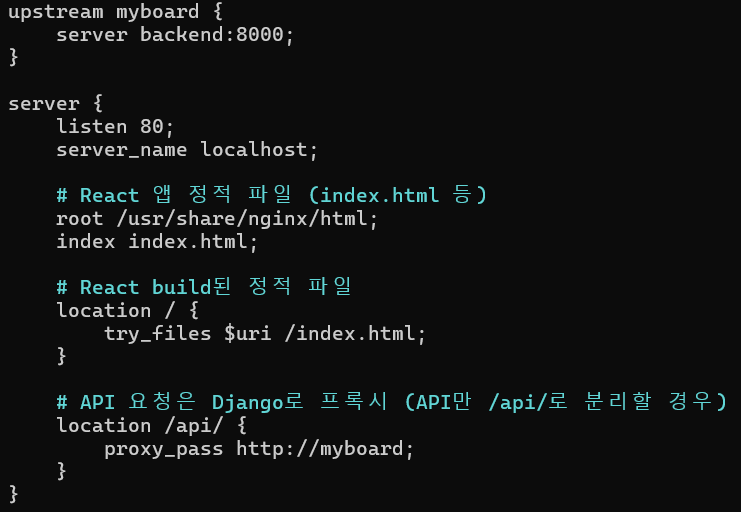 upstream myboard {
    server backend:8000;
}

server {
    listen 80;
    server_name localhost;

    # React 앱 정적 파일 (index.html 등)
    root /usr/share/nginx/html;
    index index.html;

    # React build된 정적 파일
    location / {
        try_files $uri /index.html;
    }

    # API 요청은 Django로 프록시 (API만 /api/로 분리할 경우)
    location /api/ {
        proxy_pass http://myboard;
    }
}